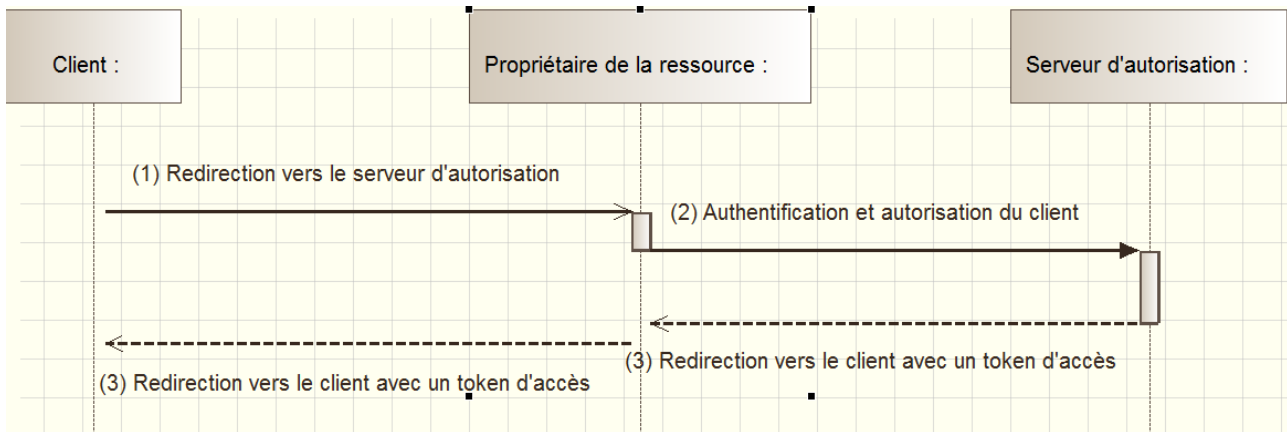 Client :
Propriétaire de la ressource :
Serveur d'autorisation :
(1) Redirection vers le serveur d'autorisation
(2) Authentification et autorisation du client
(3) Redirection vers le client avec un token d'accès
(3) Redirection vers le client avec un token d'accès